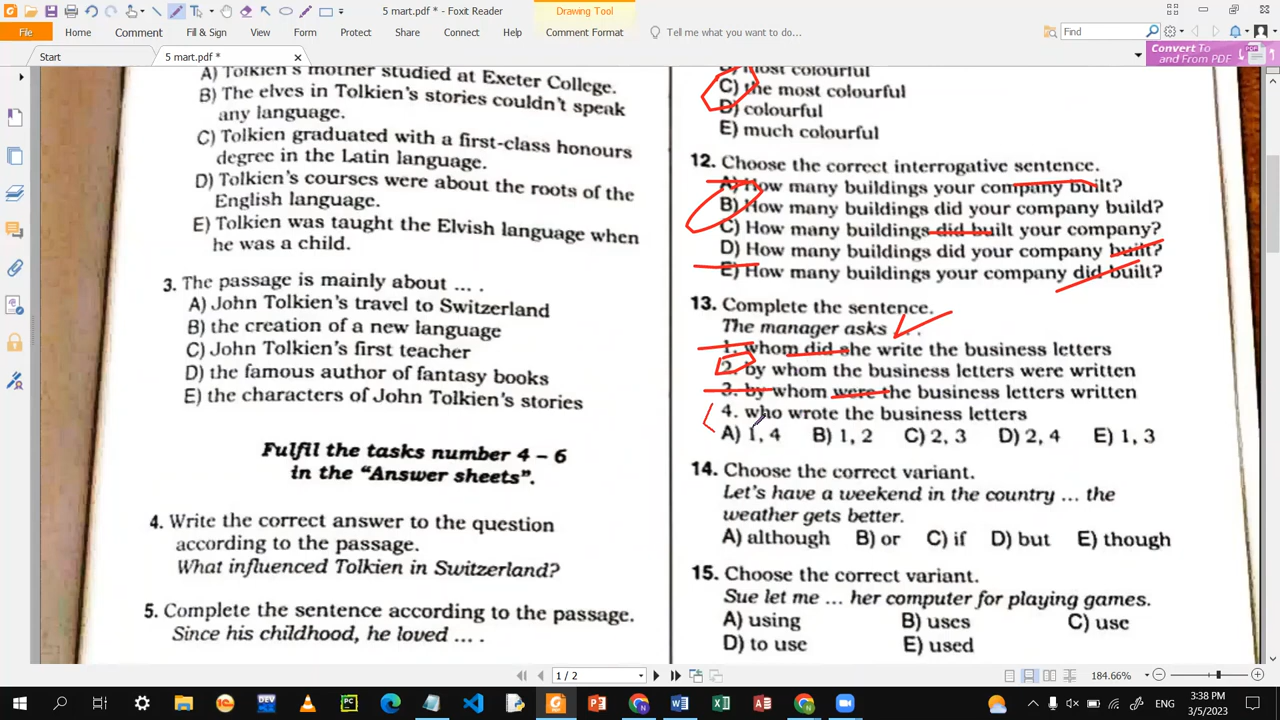 5 mart.pdf * - Foxit Reader
Drawing Tool
File
Home
Comment
Fill & Sign
View
Form
Protect
Share
Connect
Help
Comment Format
Tell me what you want to do...
Find
Start
5 mart.pdf *
Convert To
and From PDF
A) Tolkien's mother studied at Exeter College.
B) The elves in Tolkien's stories couldn't speak
any language.
C) Tolkien graduated with a first-class honours
degree in the Latin language.
D) Tolkien's courses were about the roots of the
English language.
E) Tolkien was taught the Elvish language when
he was a child.
3. The passage is mainly about ... .
A) John Tolkien's travel to Switzerland
B) the creation of a new language
C) John Tolkien's first teacher
D) the famous author of fantasy books
E) the characters of John Tolkien's stories
Fulfil the tasks number 4 – 6
in the "Answer sheets".
4. Write the correct answer to the question
according to the passage.
What influenced Tolkien in Switzerland?
5. Complete the sentence according to the passage.
Since his childhood, he loved ... .
B) most colourful
C) the most colourful
D) colourful
E) much colourful
12. Choose the correct interrogative sentence.
A) How many buildings your company built?
B) How many buildings did your company build?
C) How many buildings did built your company?
D) How many buildings did your company built?
E) How many buildings your company did built?
13. Complete the sentence.
The manager asks ... .
1. whom did she write the business letters
2. by whom the business letters were written
3. by whom were the business letters written
4. who wrote the business letters
A) 1, 4 B) 1, 2 C) 2, 3 D) 2, 4 E) 1, 3
14. Choose the correct variant.
Let's have a weekend in the country ... the
weather gets better.
A) although B) or C) if D) but E) though
15. Choose the correct variant.
Sue let me ... her computer for playing games.
A) using B) uses C) use
D) to use E) used
1 / 2
184.66%
ENG
3:38 PM
3/5/2023